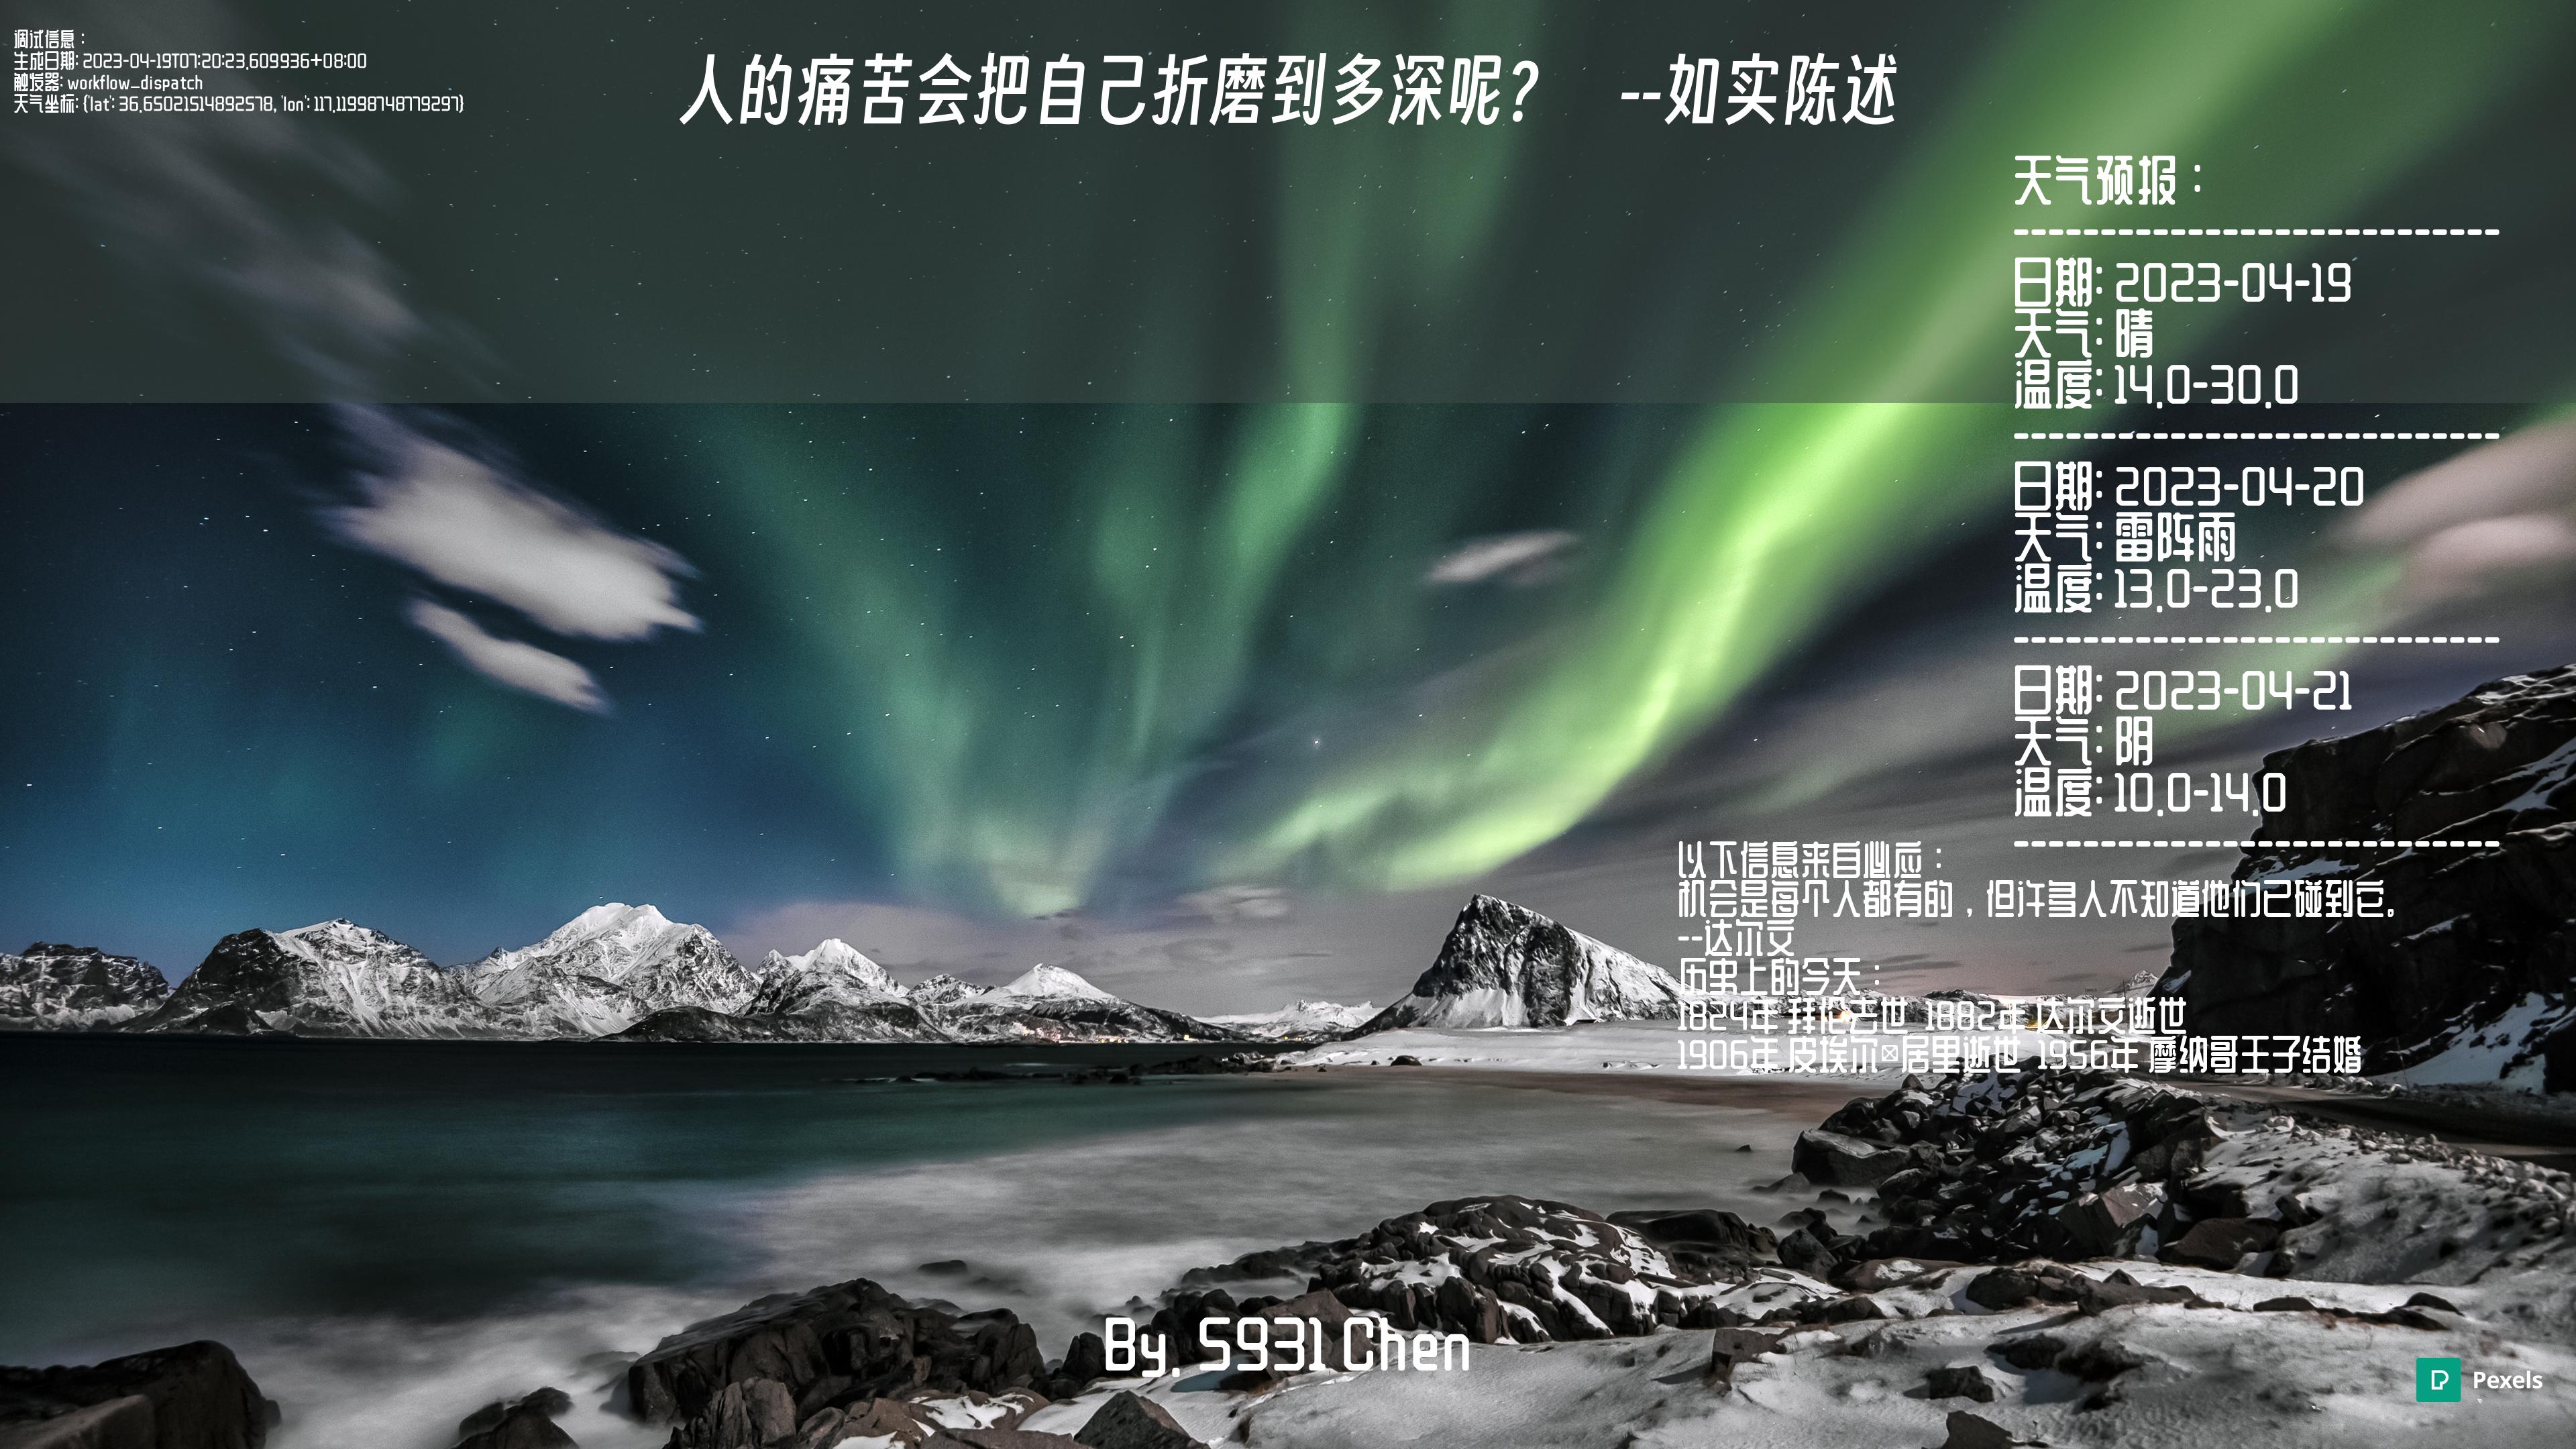 调试信息：
生成日期: 2023-04-19T07:20:23.609936+08:00
触发器: workflow_dispatch
天气坐标: {'lat': 36.65021514892578, 'lon': 117.11998748779297}
人的痛苦会把自己折磨到多深呢？ --如实陈述
天气预报：
----------------------------
日期: 2023-04-19
天气: 晴
温度: 14.0-30.0
----------------------------
日期: 2023-04-20
天气: 雷阵雨
温度: 13.0-23.0
----------------------------
日期: 2023-04-21
天气: 阴
温度: 10.0-14.0
----------------------------
以下信息来自必应：
机会是每个人都有的，但许多人不知道他们已碰到它。
--达尔文
历史上的今天：
1824年 拜伦去世 1882年 达尔文逝世
1906年 皮埃尔☒居里逝世 1956年 摩纳哥王子结婚
By. S931 Chen
Pexels